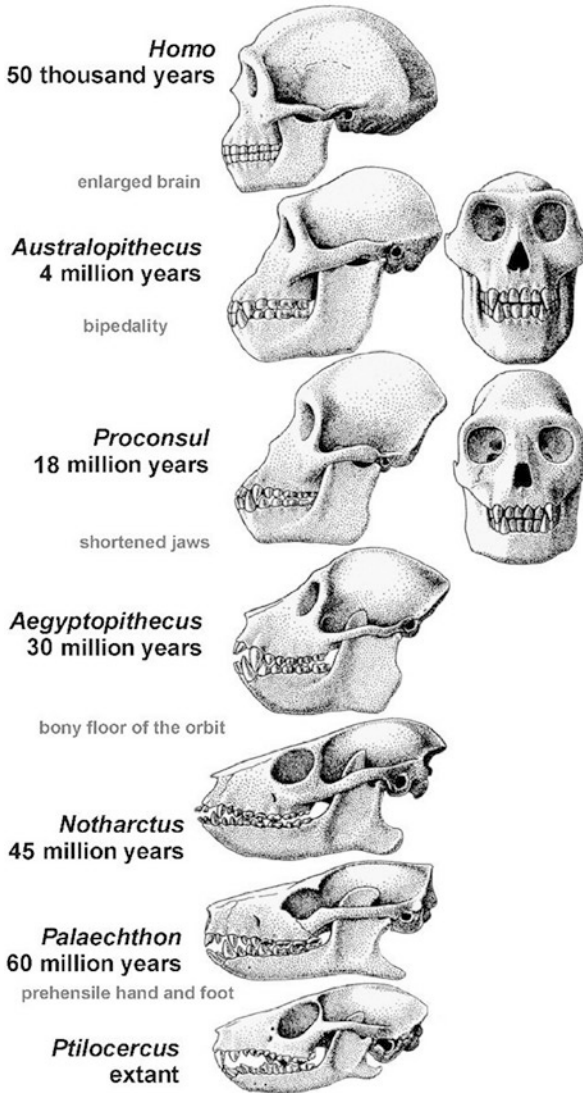 Homo
50 thousand years
enlarged brain
Australopithecus
4 million years
bipedality
Proconsul
18 million years
shortened jaws
Aegyptopithecus
30 million years
bony floor of the orbit
Notharctus
45 million years
Palaechthon
60 million years
prehensile hand and foot
Ptilocercus
extant